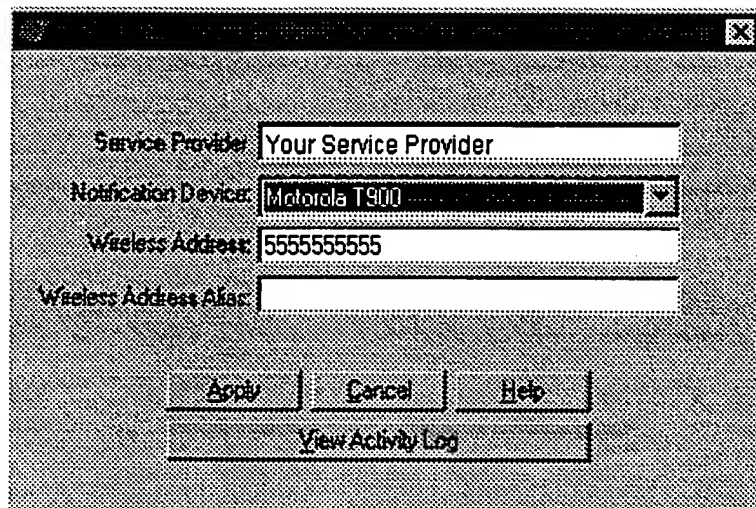 Service Provider: Your Service Provider
Notification Device: Motorola T900
Wireless Address: 5555555555
Wireless Address Alias:
Apply Cancel Help
View Activity Log